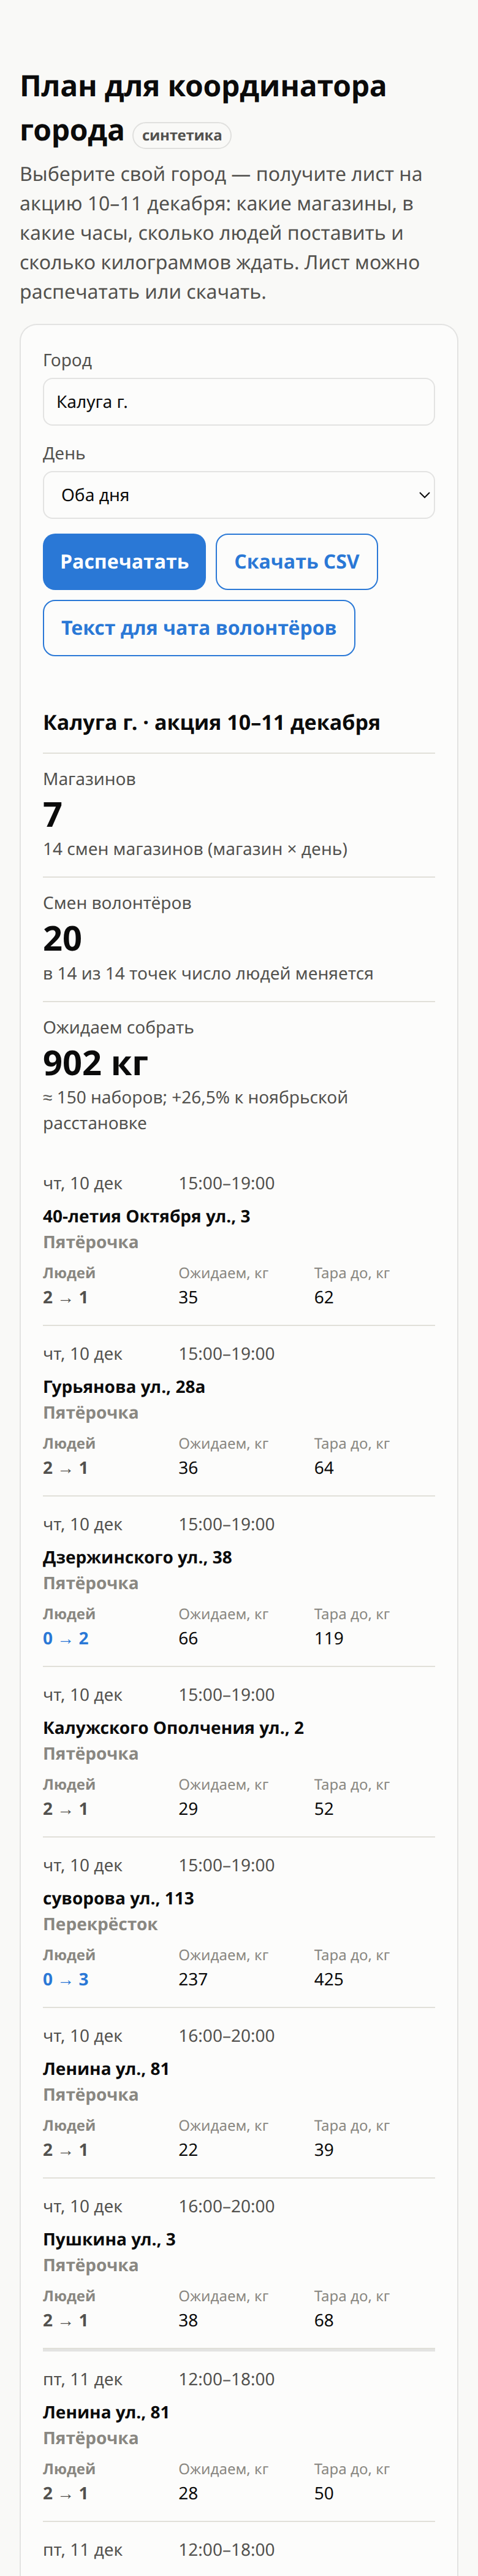 План для координатора
города синтетика
Выберите свой город — получите лист на
акцию 10–11 декабря: какие магазины, в
какие часы, сколько людей поставить и
сколько килограммов ждать. Лист можно
распечатать или скачать.
Город
Калуга г.
День
Оба дня
Распечатать Скачать CSV
Текст для чата волонтёров
Калуга г. · акция 10–11 декабря
Магазинов
7
14 смен магазинов (магазин × день)
Смен волонтёров
20
в 14 из 14 точек число людей меняется
Ожидаем собрать
902 кг
≈ 150 наборов; +26,5% к ноябрьской
расстановке
чт, 10 дек 15:00–19:00
40-летия Октября ул., 3
Пятёрочка
Людей Ожидаем, кг Тара до, кг
2 → 1 35 62
чт, 10 дек 15:00–19:00
Гурьянова ул., 28а
Пятёрочка
Людей Ожидаем, кг Тара до, кг
2 → 1 36 64
чт, 10 дек 15:00–19:00
Дзержинского ул., 38
Пятёрочка
Людей Ожидаем, кг Тара до, кг
0 → 2 66 119
чт, 10 дек 15:00–19:00
Калужского Ополчения ул., 2
Пятёрочка
Людей Ожидаем, кг Тара до, кг
2 → 1 29 52
чт, 10 дек 15:00–19:00
суворова ул., 113
Перекрёсток
Людей Ожидаем, кг Тара до, кг
0 → 3 237 425
чт, 10 дек 16:00–20:00
Ленина ул., 81
Пятёрочка
Людей Ожидаем, кг Тара до, кг
2 → 1 22 39
чт, 10 дек 16:00–20:00
Пушкина ул., 3
Пятёрочка
Людей Ожидаем, кг Тара до, кг
2 → 1 38 68
пт, 11 дек 12:00–18:00
Ленина ул., 81
Пятёрочка
Людей Ожидаем, кг Тара до, кг
2 → 1 28 50
пт, 11 дек 12:00–18:00